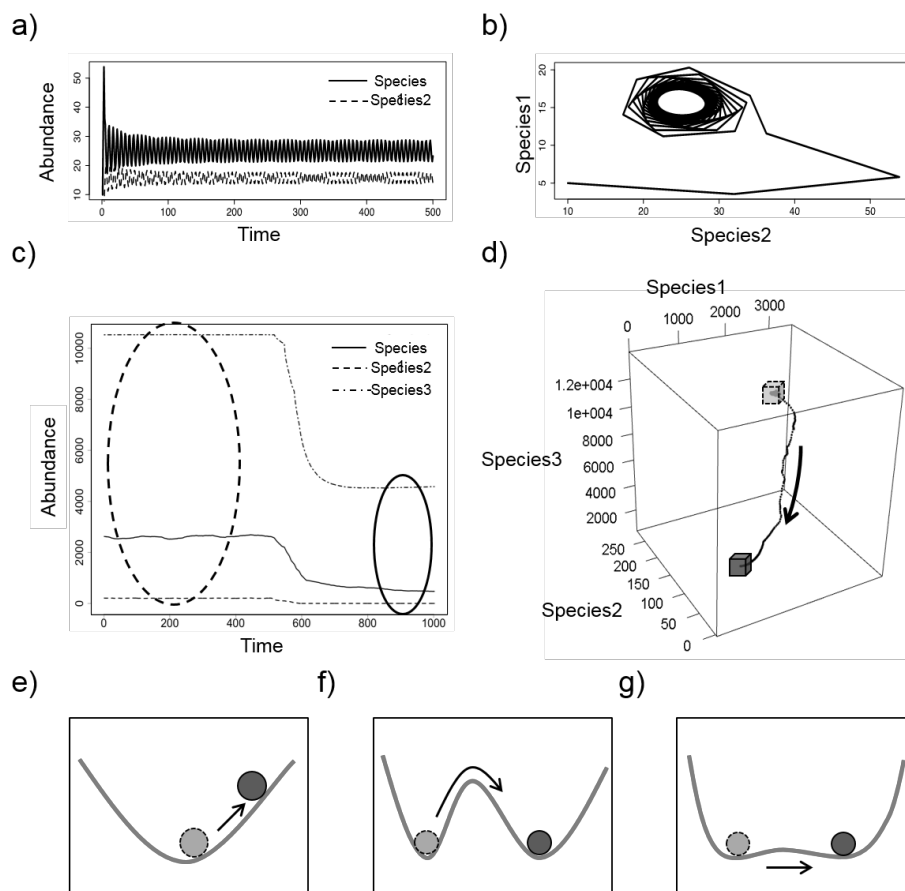 a)
Abundance
50
40
30
20
10
Species
Species2
0 100 200 300 400 500
Time
b)
Species1
20
15
10
5
10 20 30 40 50
Species2
c)
Abundance
10000
8000
6000
4000
2000
0
Species
Species2
Species3
0 200 400 600 800 1000
Time
d)
Species1
0 1000 2000 3000
Species3
1.2e+004
1e+004
8000
6000
4000
2000
Species2
250
200
150
100
50
0
e)
f)
g)